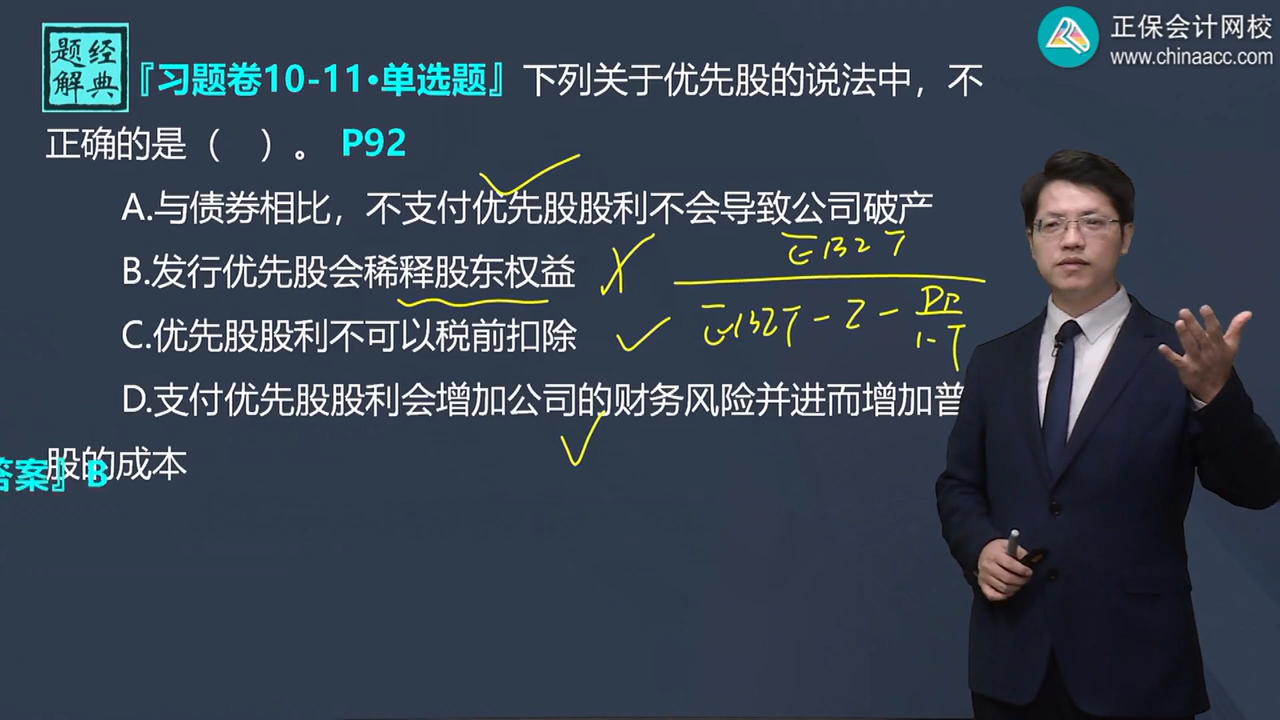 正保会计网校
www.chinaacc.com
经典题解
『习题卷10-11·单选题』下列关于优先股的说法中，不
正确的是（ ）。 P92
A.与债券相比，不支付优先股股利不会导致公司破产
B.发行优先股会稀释股东权益
C.优先股股利不可以税前扣除
D.支付优先股股利会增加公司的财务风险并进而增加普
股的成本
答案』B
EBIT
EBIT - I - PD
1-T